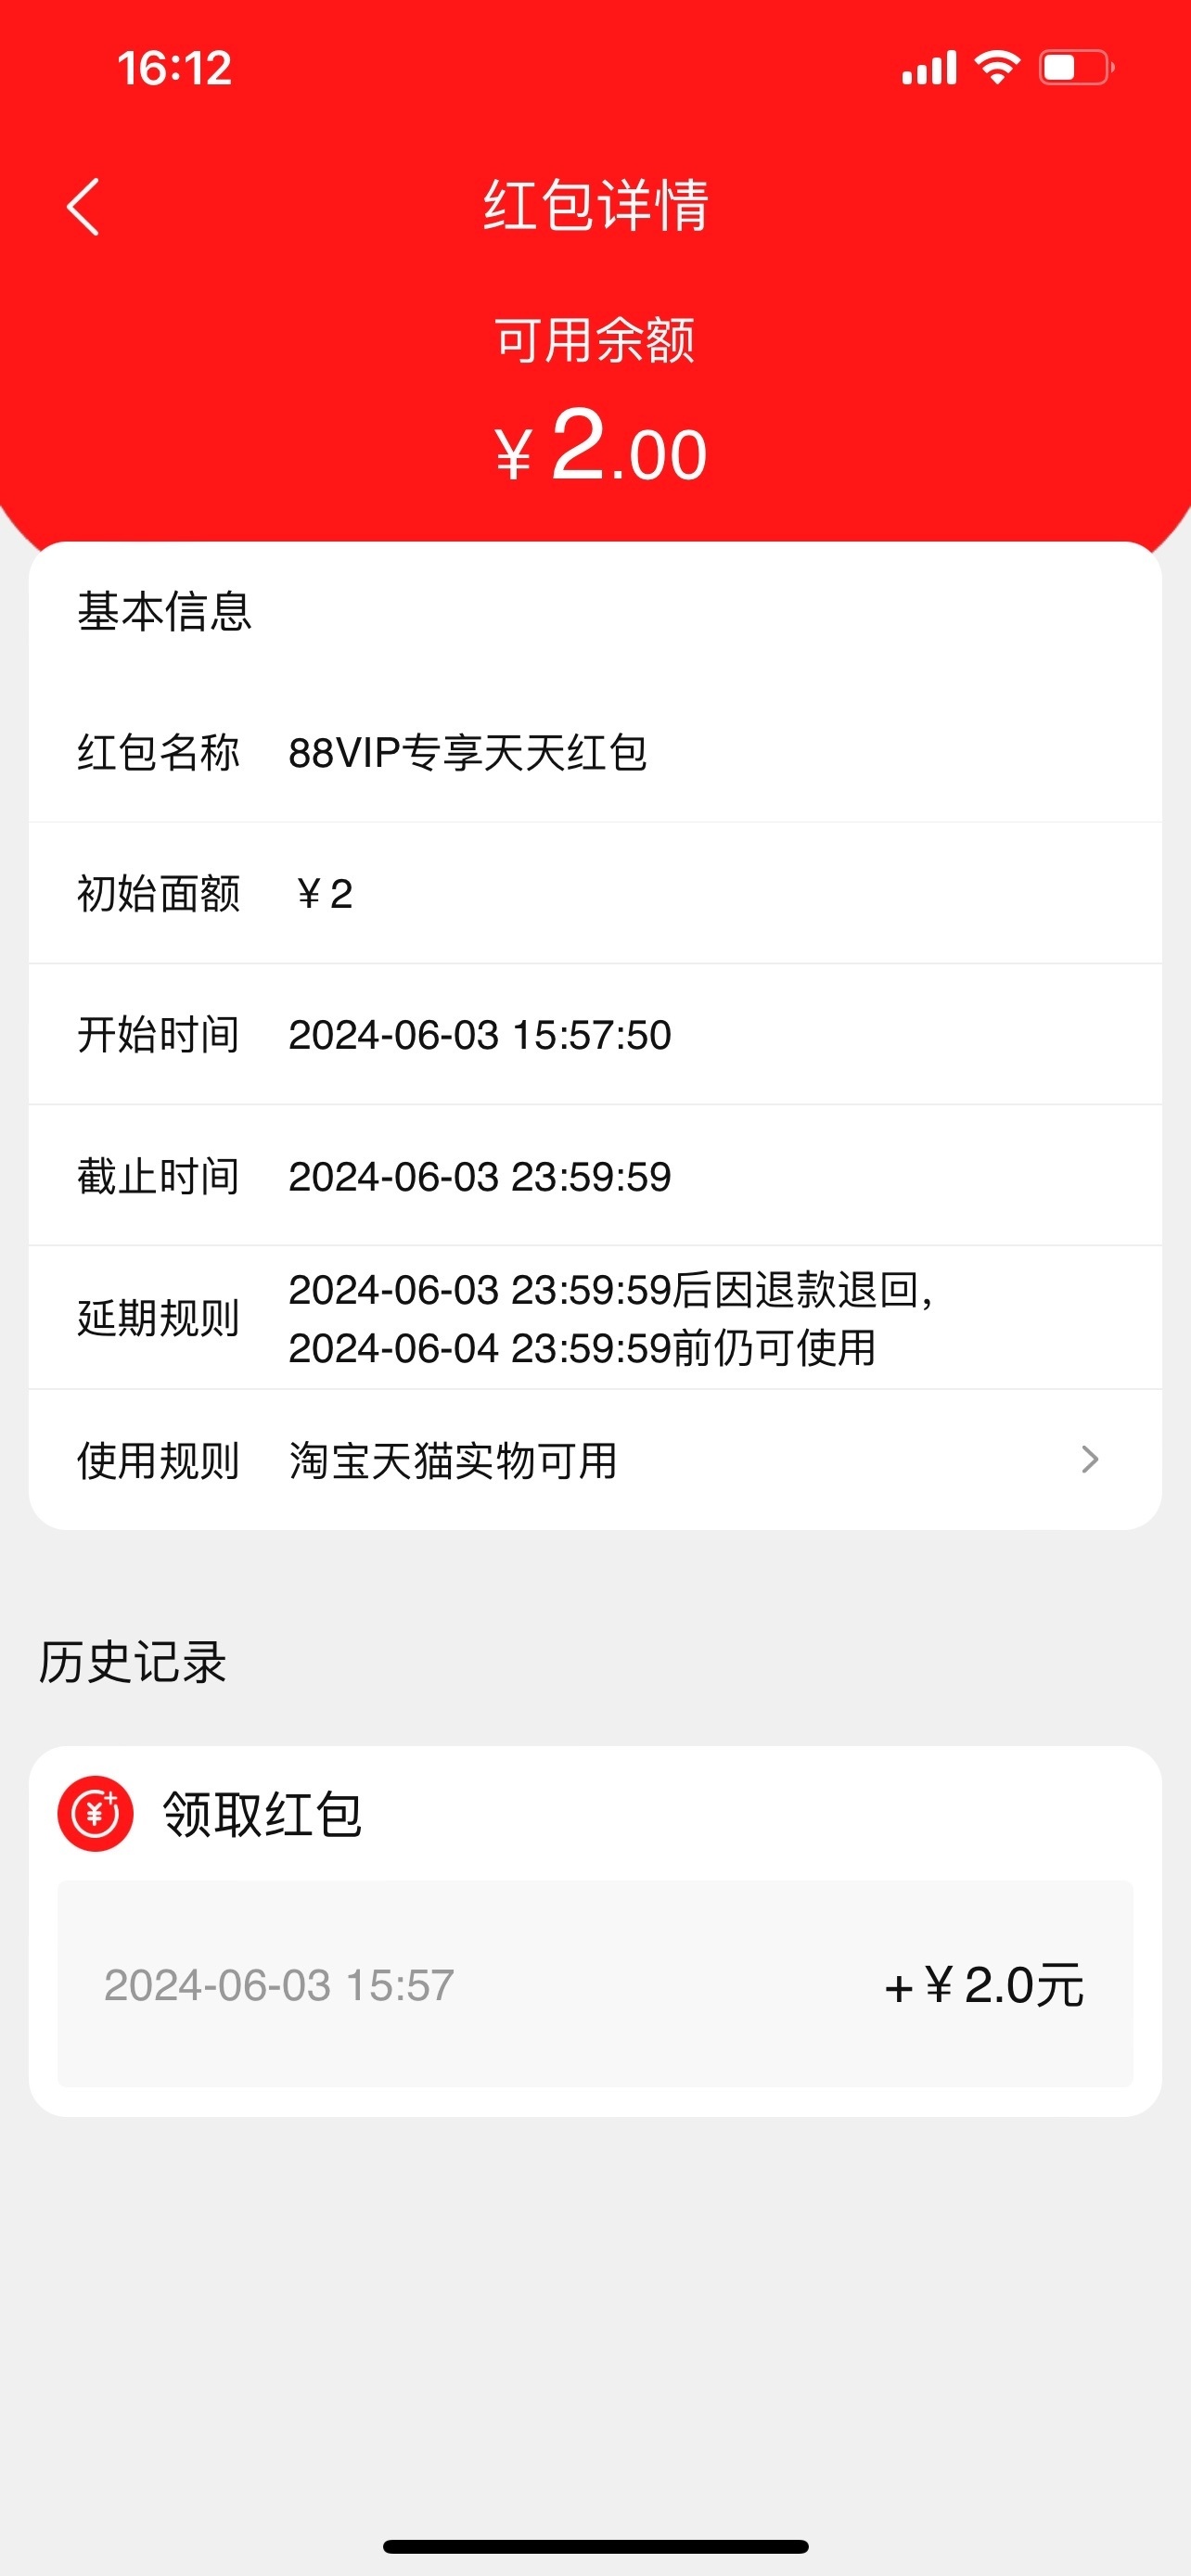 16:12
红包详情
可用余额
￥2.00
基本信息
红包名称 88VIP专享天天红包
初始面额 ￥2
开始时间 2024-06-03 15:57:50
截止时间 2024-06-03 23:59:59
延期规则 2024-06-03 23:59:59后因退款退回，
2024-06-04 23:59:59前仍可使用
使用规则 淘宝天猫实物可用
历史记录
领取红包
2024-06-03 15:57 +￥2.0元